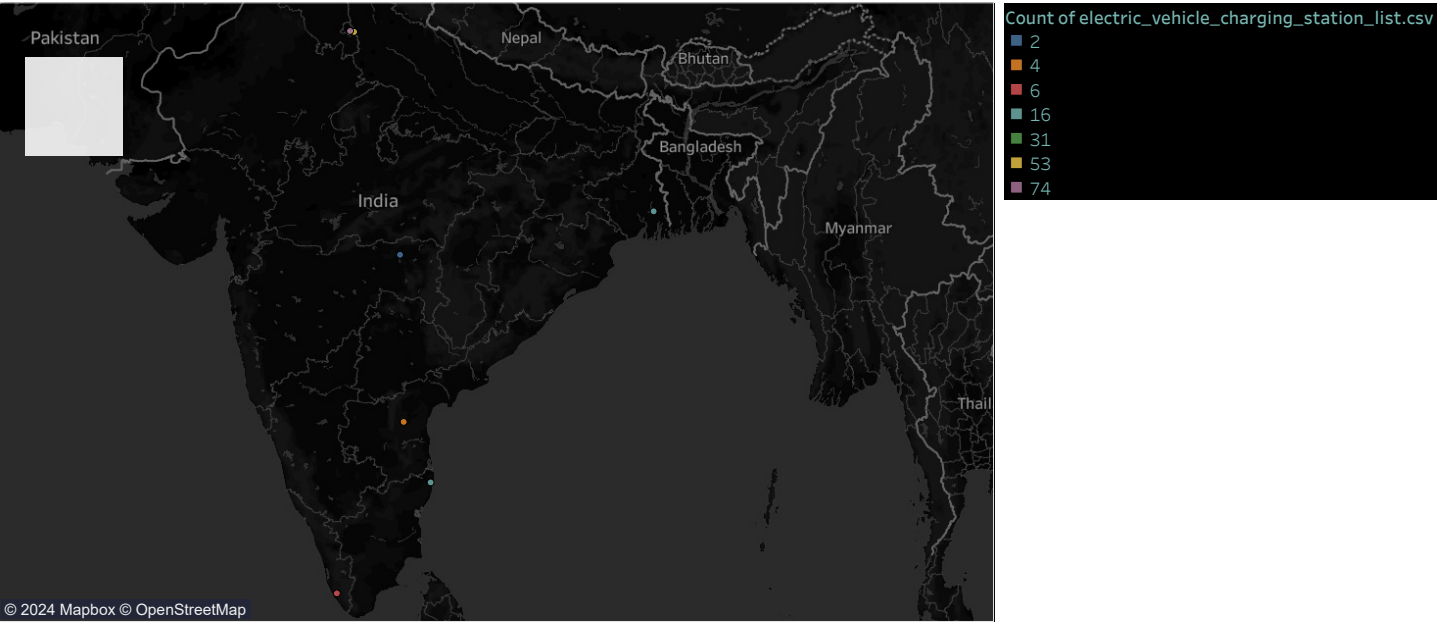 Pakistan
Nepal
Bhutan
Bangladesh
India
Myanmar
Thail
© 2024 Mapbox © OpenStreetMap
Count of electric_vehicle_charging_station_list.csv
2
4
6
16
31
53
74